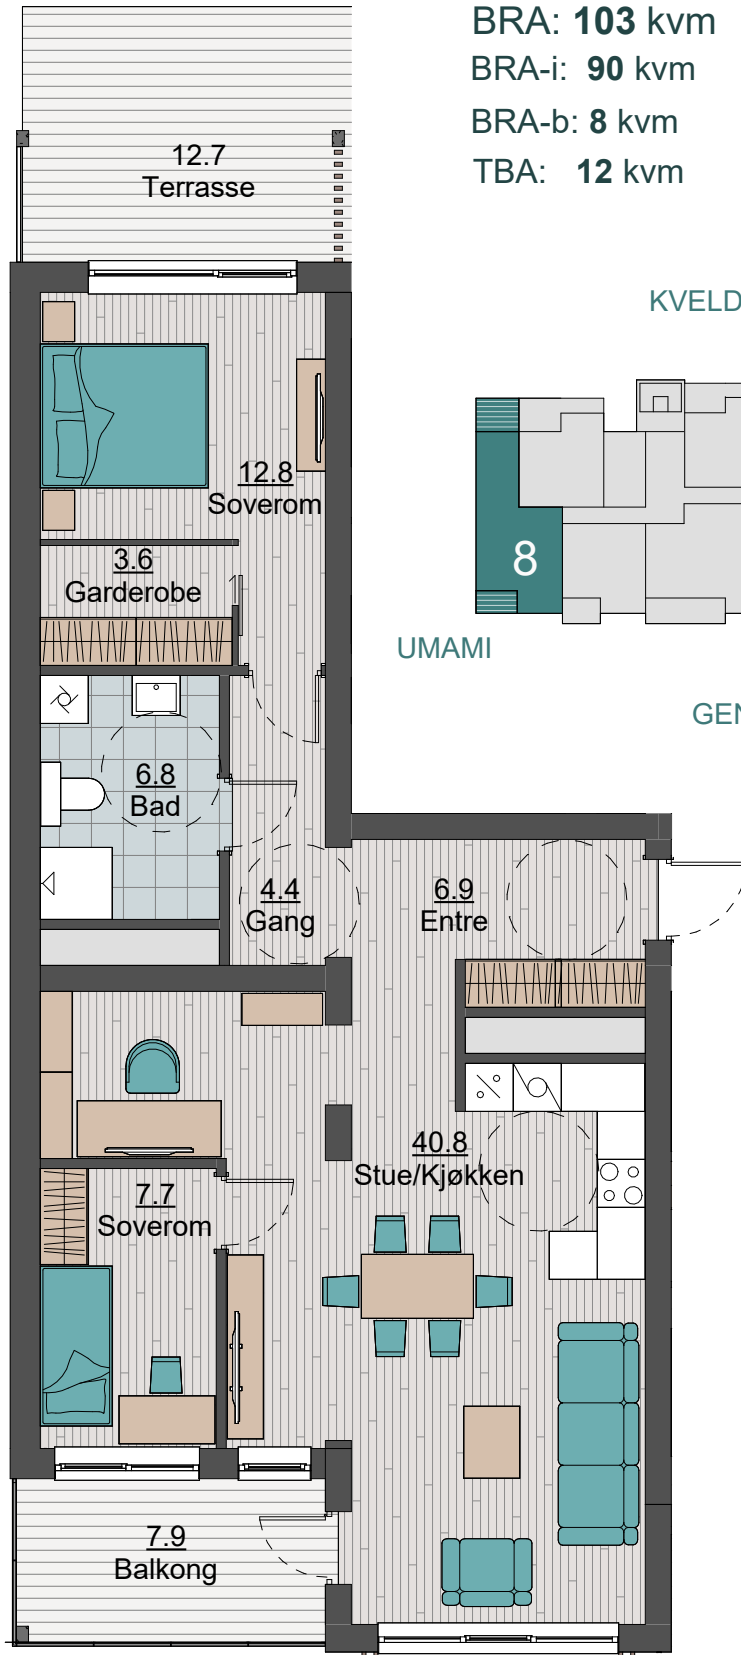 BRA: 103 kvm
BRA-i: 90 kvm
BRA-b: 8 kvm
TBA: 12 kvm
12.7
Terrasse
KVELD
12.8
Soverom
3.6
Garderobe
8
UMAMI
GEN
6.8
Bad
4.4
Gang
6.9
Entre
40.8
Stue/Kjøkken
7.7
Soverom
7.9
Balkong